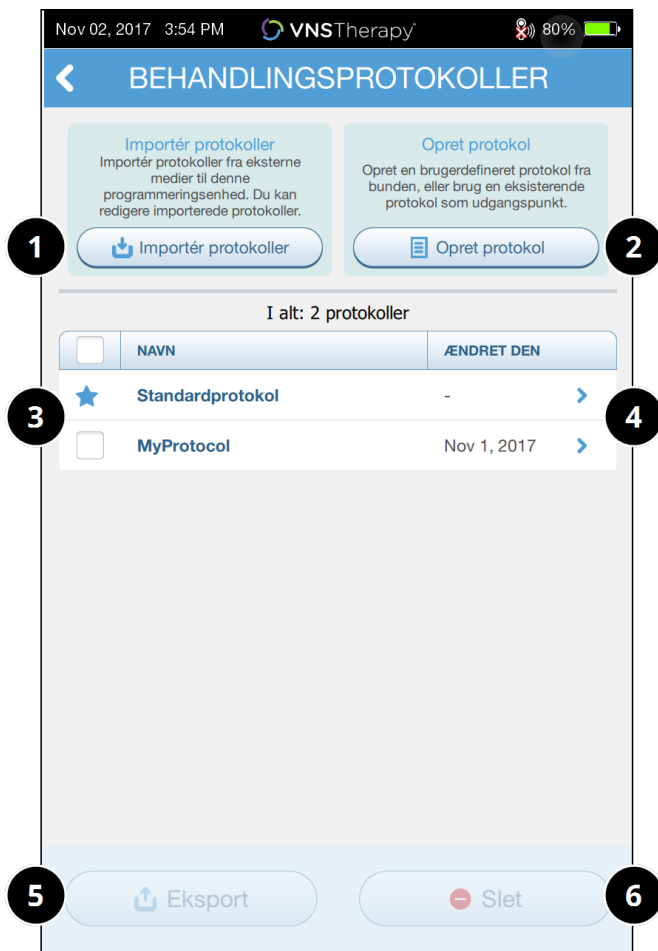 Nov 02, 2017 3:54 PM VNSTherapy 80%
BEHANDLINGSPROTOKOLLER
Importér protokoller
Importér protokoller fra eksterne
medier til denne
programmeringsenhed. Du kan
redigere importerede protokoller.
1 Importér protokoller
Opret protokol
Opret en brugerdefineret protokol fra
bunden, eller brug en eksisterende
protokol som udgangspunkt.
Opret protokol 2
I alt: 2 protokoller
NAVN ÆNDRET DEN
3 Standardprotokol - 4
MyProtocol Nov 1, 2017
5 Eksport Slet 6